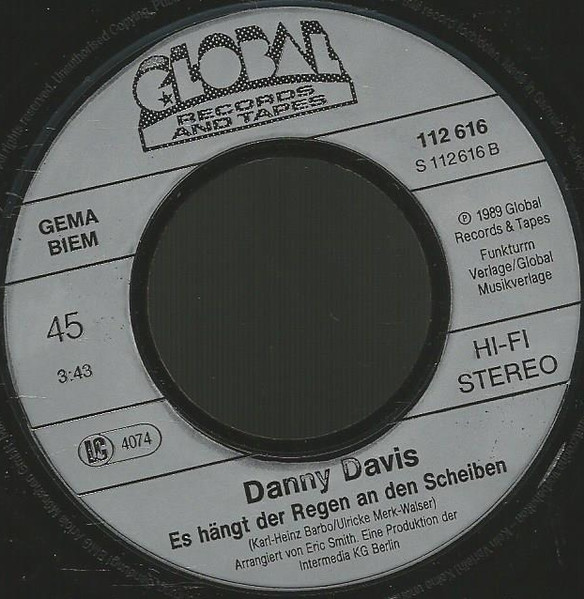 GLOBAL
RECORDS
AND TAPES
112 616
S 112616 B
GEMA
BIEM
℗ 1989 Global
Records & Tapes
Funkturm
Verlage/Global
Musikverlage
45
3:43
HI-FI
STEREO
LC 4074
Danny Davis
Es hängt der Regen an den Scheiben
(Karl-Heinz Barbo/Ulricke Merk-Walser)
Arrangiert von Eric Smith. Eine Produktion der
Intermedia KG Berlin